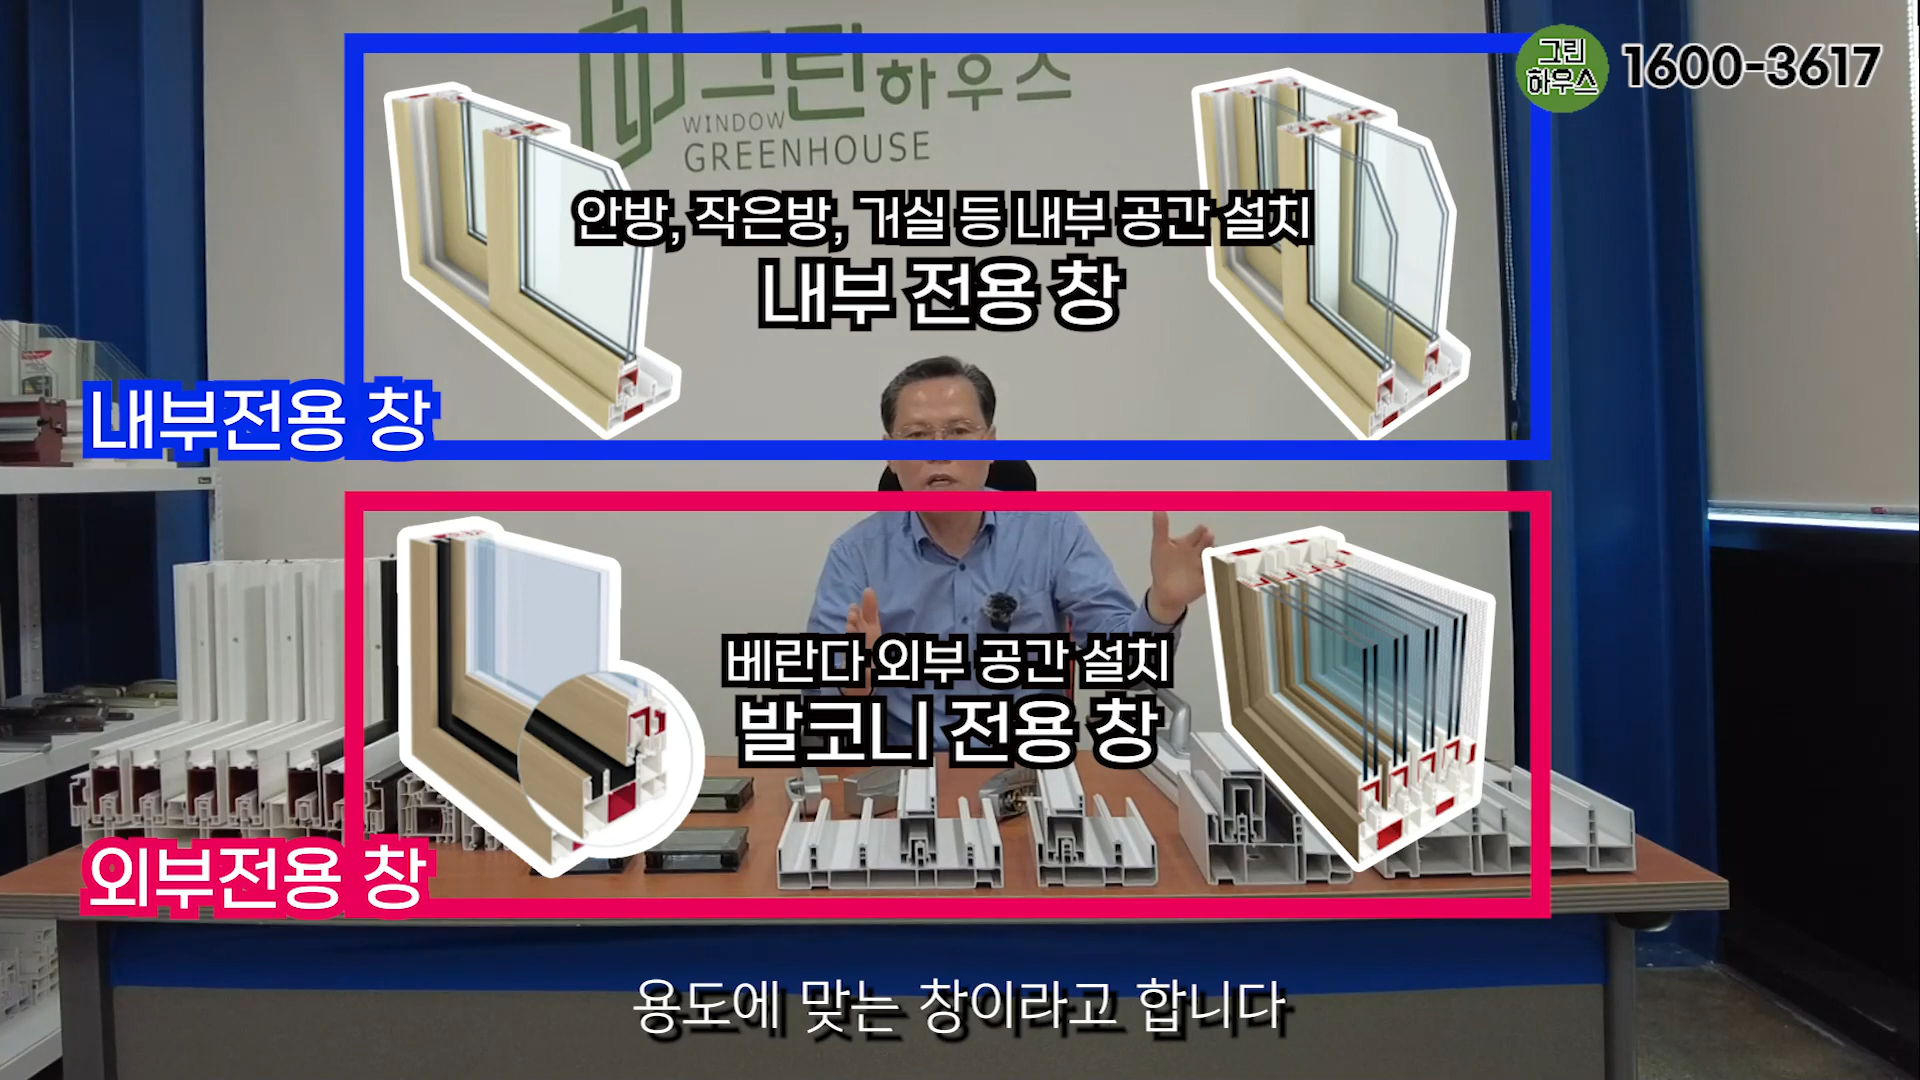 그린하우스
WINDOW
GREENHOUSE
그린
하우스
1600-3617
안방, 작은방, 거실 등 내부 공간 설치
내부 전용 창
내부전용 창
베란다 외부 공간 설치
발코니 전용 창
외부전용 창
용도에 맞는 창이라고 합니다